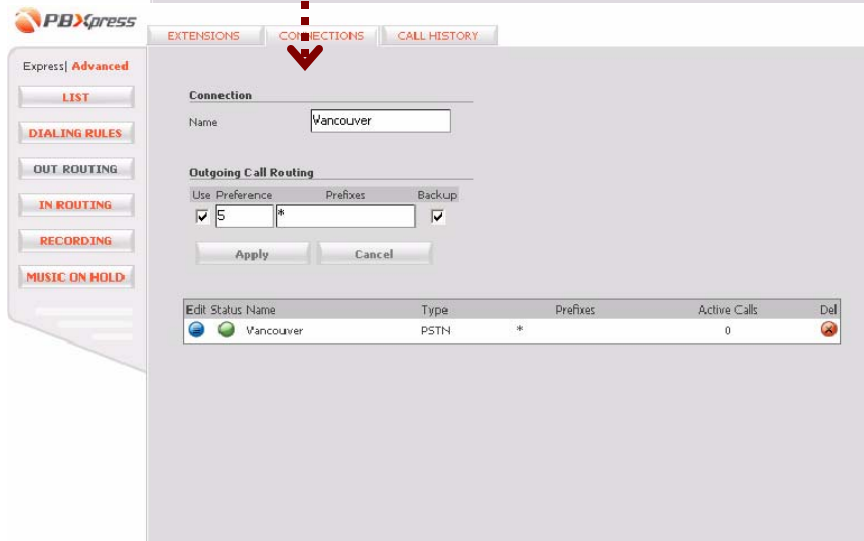 PBXpress
EXTENSIONS CONNECTIONS CALL HISTORY
Express| Advanced
LIST
DIALING RULES
OUT ROUTING
IN ROUTING
RECORDING
MUSIC ON HOLD
Connection
Name Vancouver
Outgoing Call Routing
Use Preference Prefixes Backup
5 *
Apply Cancel
Edit Status Name Type Prefixes Active Calls Del
Vancouver PSTN * 0